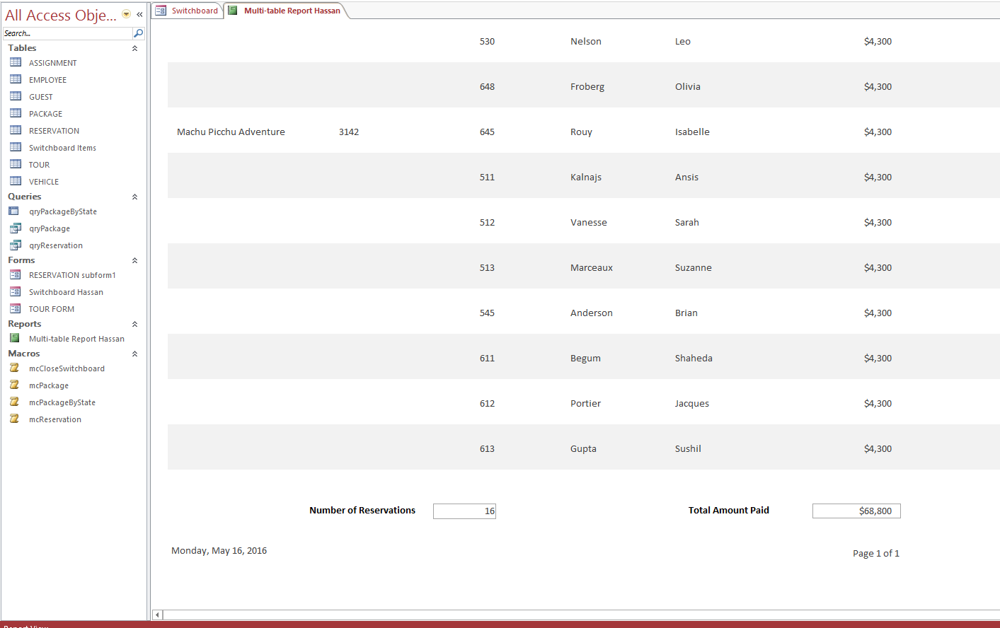 All Access Obje...
«
Search...
Tables
ASSIGNMENT
EMPLOYEE
GUEST
PACKAGE
RESERVATION
Switchboard Items
TOUR
VEHICLE
Queries
qryPackageByState
qryPackage
qryReservation
Forms
RESERVATION subform1
Switchboard Hassan
TOUR FORM
Reports
Multi-table Report Hassan
Macros
mcCloseSwitchboard
mcPackage
mcPackageByState
mcReservation
Switchboard Multi-table Report Hassan
530 Nelson Leo $4,300
648 Froberg Olivia $4,300
Machu Picchu Adventure 3142 645 Rouy Isabelle $4,300
511 Kalnajs Ansis $4,300
512 Vanesse Sarah $4,300
513 Marceaux Suzanne $4,300
545 Anderson Brian $4,300
611 Begum Shaheda $4,300
612 Portier Jacques $4,300
613 Gupta Sushil $4,300
Number of Reservations 16 Total Amount Paid $68,800
Monday, May 16, 2016
Page 1 of 1
Report View